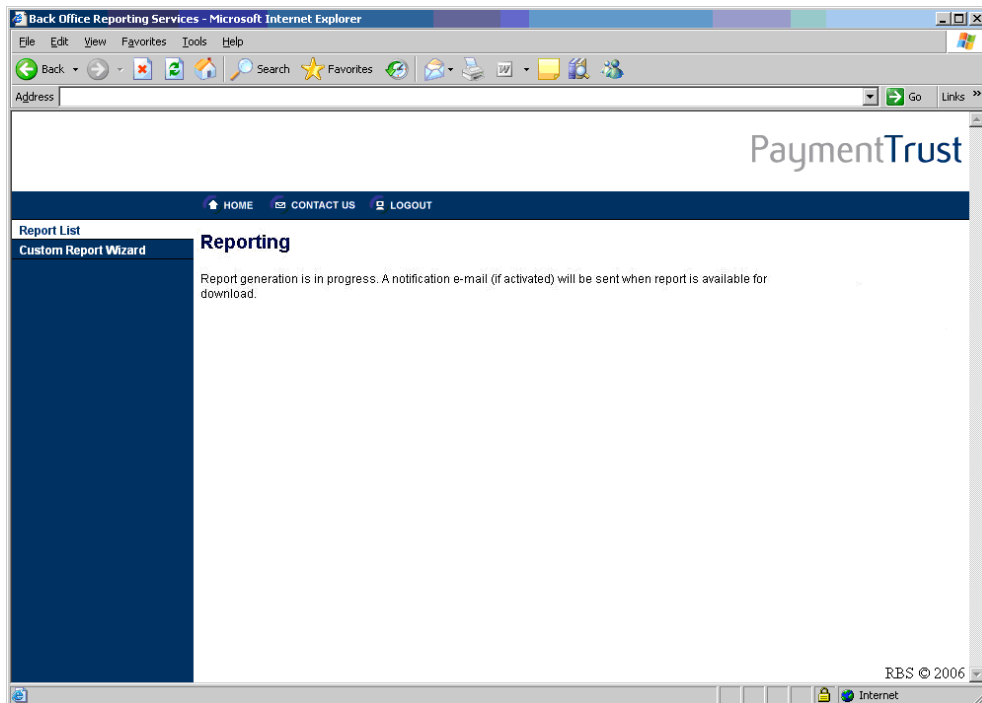 Back Office Reporting Services - Microsoft Internet Explorer
File Edit View Favorites Tools Help
Back Search Favorites
Address Go Links »
PaymentTrust
HOME CONTACT US LOGOUT
Report List
Custom Report Wizard
Reporting
Report generation is in progress. A notification e-mail (if activated) will be sent when report is available for
download.
RBS © 2006
Internet